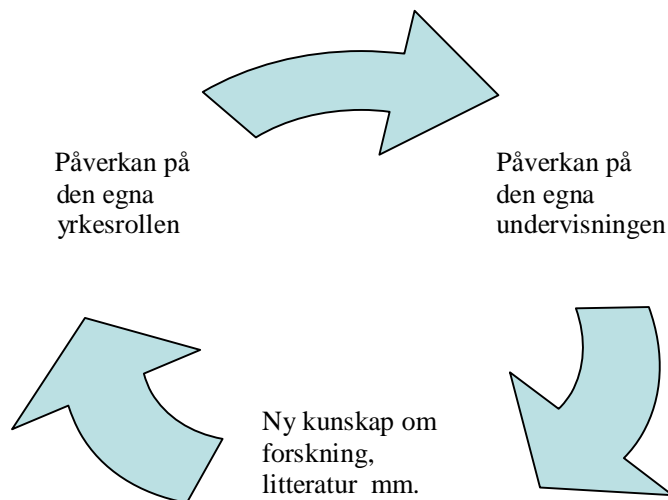 Påverkan på
den egna
yrkesrollen
Påverkan på
den egna
undervisningen
Ny kunskap om
forskning,
litteratur mm.